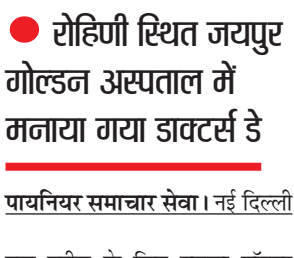 रोहिणी स्थित जयपुर
गोल्डन अस्पताल में
मनाया गया डाक्टर्स डे
पायनियर समाचार सेवा। नई दिल्ली